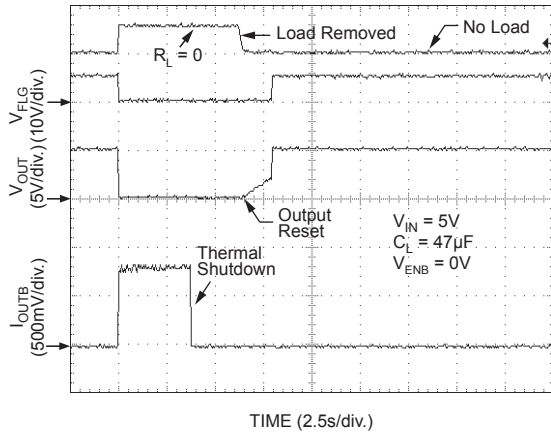 Load Removed
No Load
R_L = 0
V_FLG
(10V/div.)
V_OUT
(5V/div.)
Output
Reset
V_IN = 5V
C_L = 47µF
V_ENB = 0V
Thermal
Shutdown
I_OUTB
(500mV/div.)
TIME (2.5s/div.)